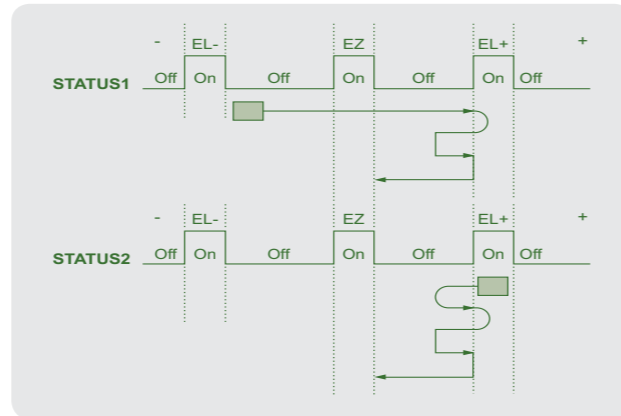 - EL- EZ EL+ +
STATUS1 Off On Off On Off On Off
- EL- EZ EL+ +
STATUS2 Off On Off On Off On Off